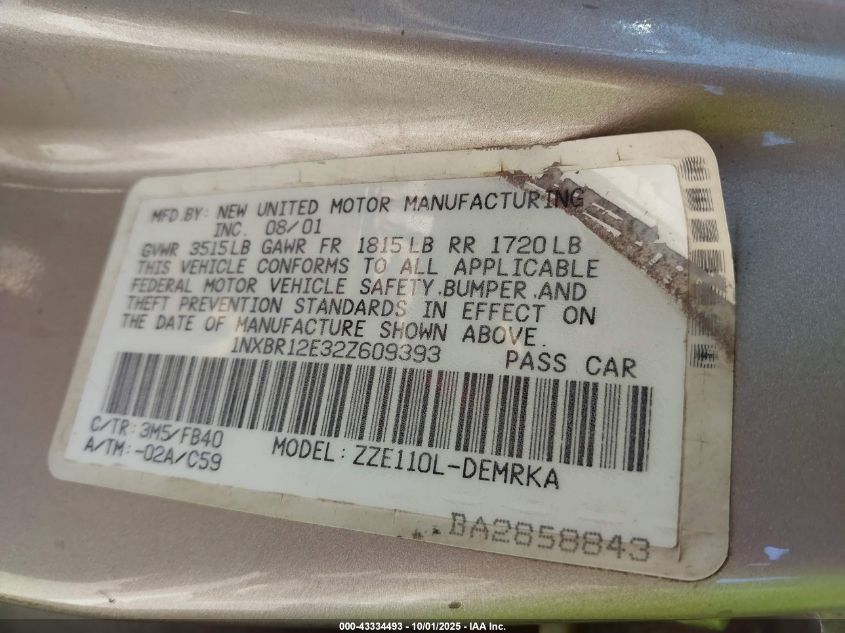 MFD.BY: NEW UNITED MOTOR MANUFACTURING
INC. 08/01
GVWR 3515LB GAWR FR 1815LB RR 1720LB
THIS VEHICLE CONFORMS TO ALL APPLICABLE
FEDERAL MOTOR VEHICLE SAFETY,BUMPER,AND
THEFT PREVENTION STANDARDS IN EFFECT ON
THE DATE OF MANUFACTURE SHOWN ABOVE.
1NXBR12E32Z609393 PASS CAR
C/TR: 3M5/FB40
A/TM:-02A/C59
MODEL: ZZE110L-DEMRKA
BA2858843
000-43334493 - 10/01/2025 - IAA Inc.